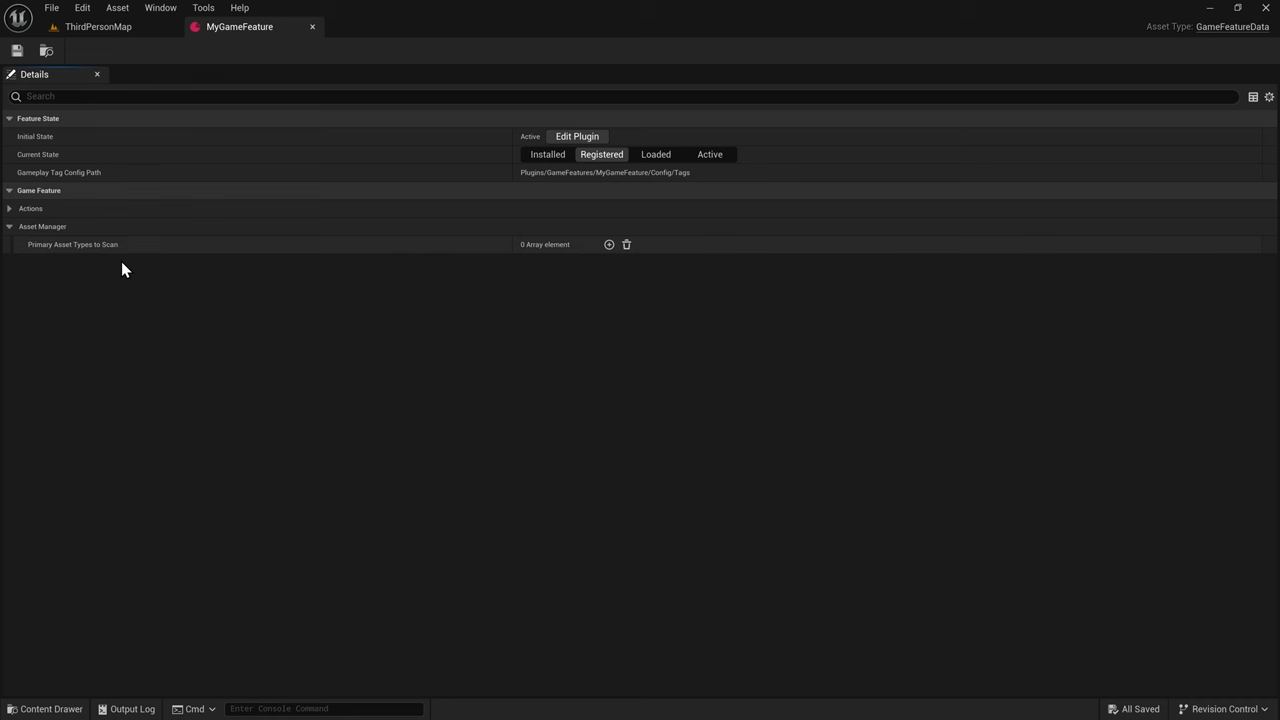 File Edit Asset Window Tools Help
ThirdPersonMap MyGameFeature Asset Type: GameFeatureData
Details
Search
Feature State
Initial State Active Edit Plugin
Current State Installed Registered Loaded Active
Gameplay Tag Config Path Plugins/GameFeatures/MyGameFeature/Config/Tags
Game Feature
Actions
Asset Manager
Primary Asset Types to Scan 0 Array element
Content Drawer Output Log Cmd Enter Console Command All Saved Revision Control